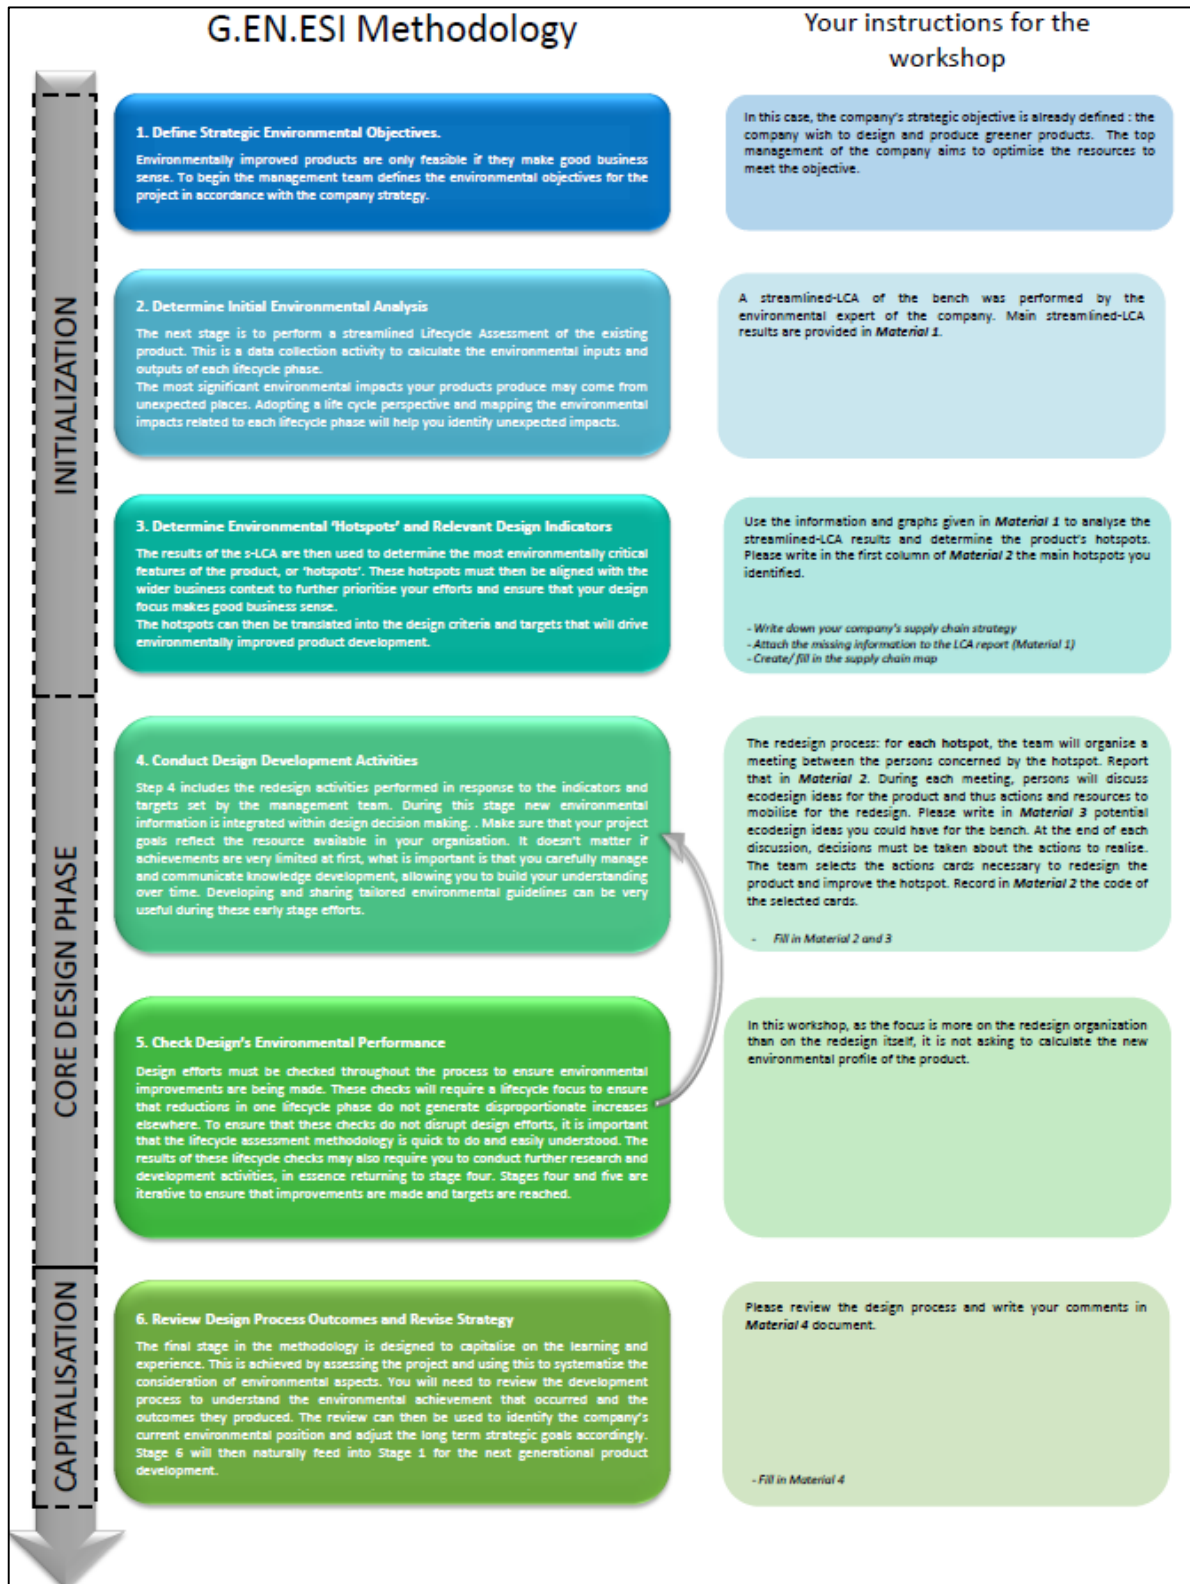 G.EN.ESI Methodology
Your instructions for the
workshop
INITIALIZATION
1. Define Strategic Environmental Objectives.
Environmentally improved products are only feasible if they make good business
sense. To begin the management team defines the environmental objectives for the
project in accordance with the company strategy.
In this case, the company's strategic objective is already defined : the
company wish to design and produce greener products. The top
management of the company aims to optimise the resources to
meet the objective.
2. Determine Initial Environmental Analysis
The next stage is to perform a streamlined Lifecycle Assessment of the existing
product. This is a data collection activity to calculate the environmental inputs and
outputs of each lifecycle phase.
The most significant environmental impacts your products produce may come from
unexpected places. Adopting a life cycle perspective and mapping the environmental
impacts related to each lifecycle phase will help you identify unexpected impacts.
A streamlined-LCA of the bench was performed by the
environmental expert of the company. Main streamlined-LCA
results are provided in Material 1.
3. Determine Environmental 'Hotspots' and Relevant Design Indicators
The results of the s-LCA are then used to determine the most environmentally critical
features of the product, or 'hotspots'. These hotspots must then be aligned with the
wider business context to further prioritise your efforts and ensure that your design
focus makes good business sense.
The hotspots can then be translated into the design criteria and targets that will drive
environmentally improved product development.
Use the information and graphs given in Material 1 to analyse the
streamlined-LCA results and determine the product's hotspots.
Please write in the first column of Material 2 the main hotspots you
identified.
- Write down your company's supply chain strategy
- Attach the missing information to the LCA report (Material 1)
- Create/ fill in the supply chain map
CORE DESIGN PHASE
4. Conduct Design Development Activities
Step 4 includes the redesign activities performed in response to the indicators and
targets set by the management team. During this stage new environmental
information is integrated within design decision making. . Make sure that your project
goals reflect the resource available in your organisation. It doesn't matter if
achievements are very limited at first, what is important is that you carefully manage
and communicate knowledge development, allowing you to build your understanding
over time. Developing and sharing tailored environmental guidelines can be very
useful during these early stage efforts.
The redesign process: for each hotspot, the team will organise a
meeting between the persons concerned by the hotspot. Report
that in Material 2. During each meeting, persons will discuss
ecodesign ideas for the product and thus actions and resources to
mobilise for the redesign. Please write in Material 3 potential
ecodesign ideas you could have for the bench. At the end of each
discussion, decisions must be taken about the actions to realise.
The team selects the actions cards necessary to redesign the
product and improve the hotspot. Record in Material 2 the code of
the selected cards.
- Fill in Material 2 and 3
5. Check Design's Environmental Performance
Design efforts must be checked throughout the process to ensure environmental
improvements are being made. These checks will require a lifecycle focus to ensure
that reductions in one lifecycle phase do not generate disproportionate increases
elsewhere. To ensure that these checks do not disrupt design efforts, it is important
that the lifecycle assessment methodology is quick to do and easily understood. The
results of these lifecycle checks may also require you to conduct further research and
development activities, in essence returning to stage four. Stages four and five are
iterative to ensure that improvements are made and targets are reached.
In this workshop, as the focus is more on the redesign organization
than on the redesign itself, it is not asking to calculate the new
environmental profile of the product.
CAPITALISATION
6. Review Design Process Outcomes and Revise Strategy
The final stage in the methodology is designed to capitalise on the learning and
experience. This is achieved by assessing the project and using this to systematise the
consideration of environmental aspects. You will need to review the development
process to understand the environmental achievement that occurred and the
outcomes they produced. The review can then be used to identify the company's
current environmental position and adjust the long term strategic goals accordingly.
Stage 6 will then naturally feed into Stage 1 for the next generational product
development.
Please review the design process and write your comments in
Material 4 document.
- Fill in Material 4